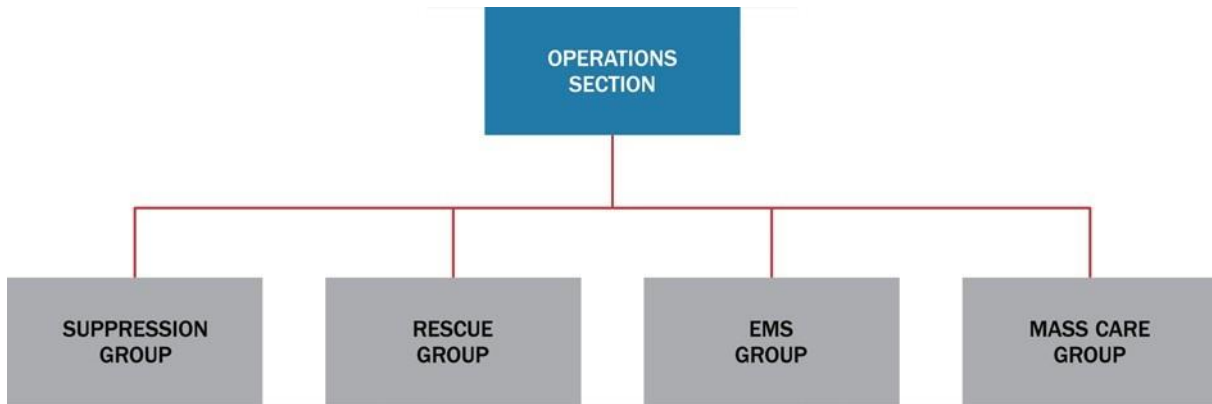 OPERATIONS
SECTION
SUPPRESSION
GROUP
RESCUE
GROUP
EMS
GROUP
MASS CARE
GROUP